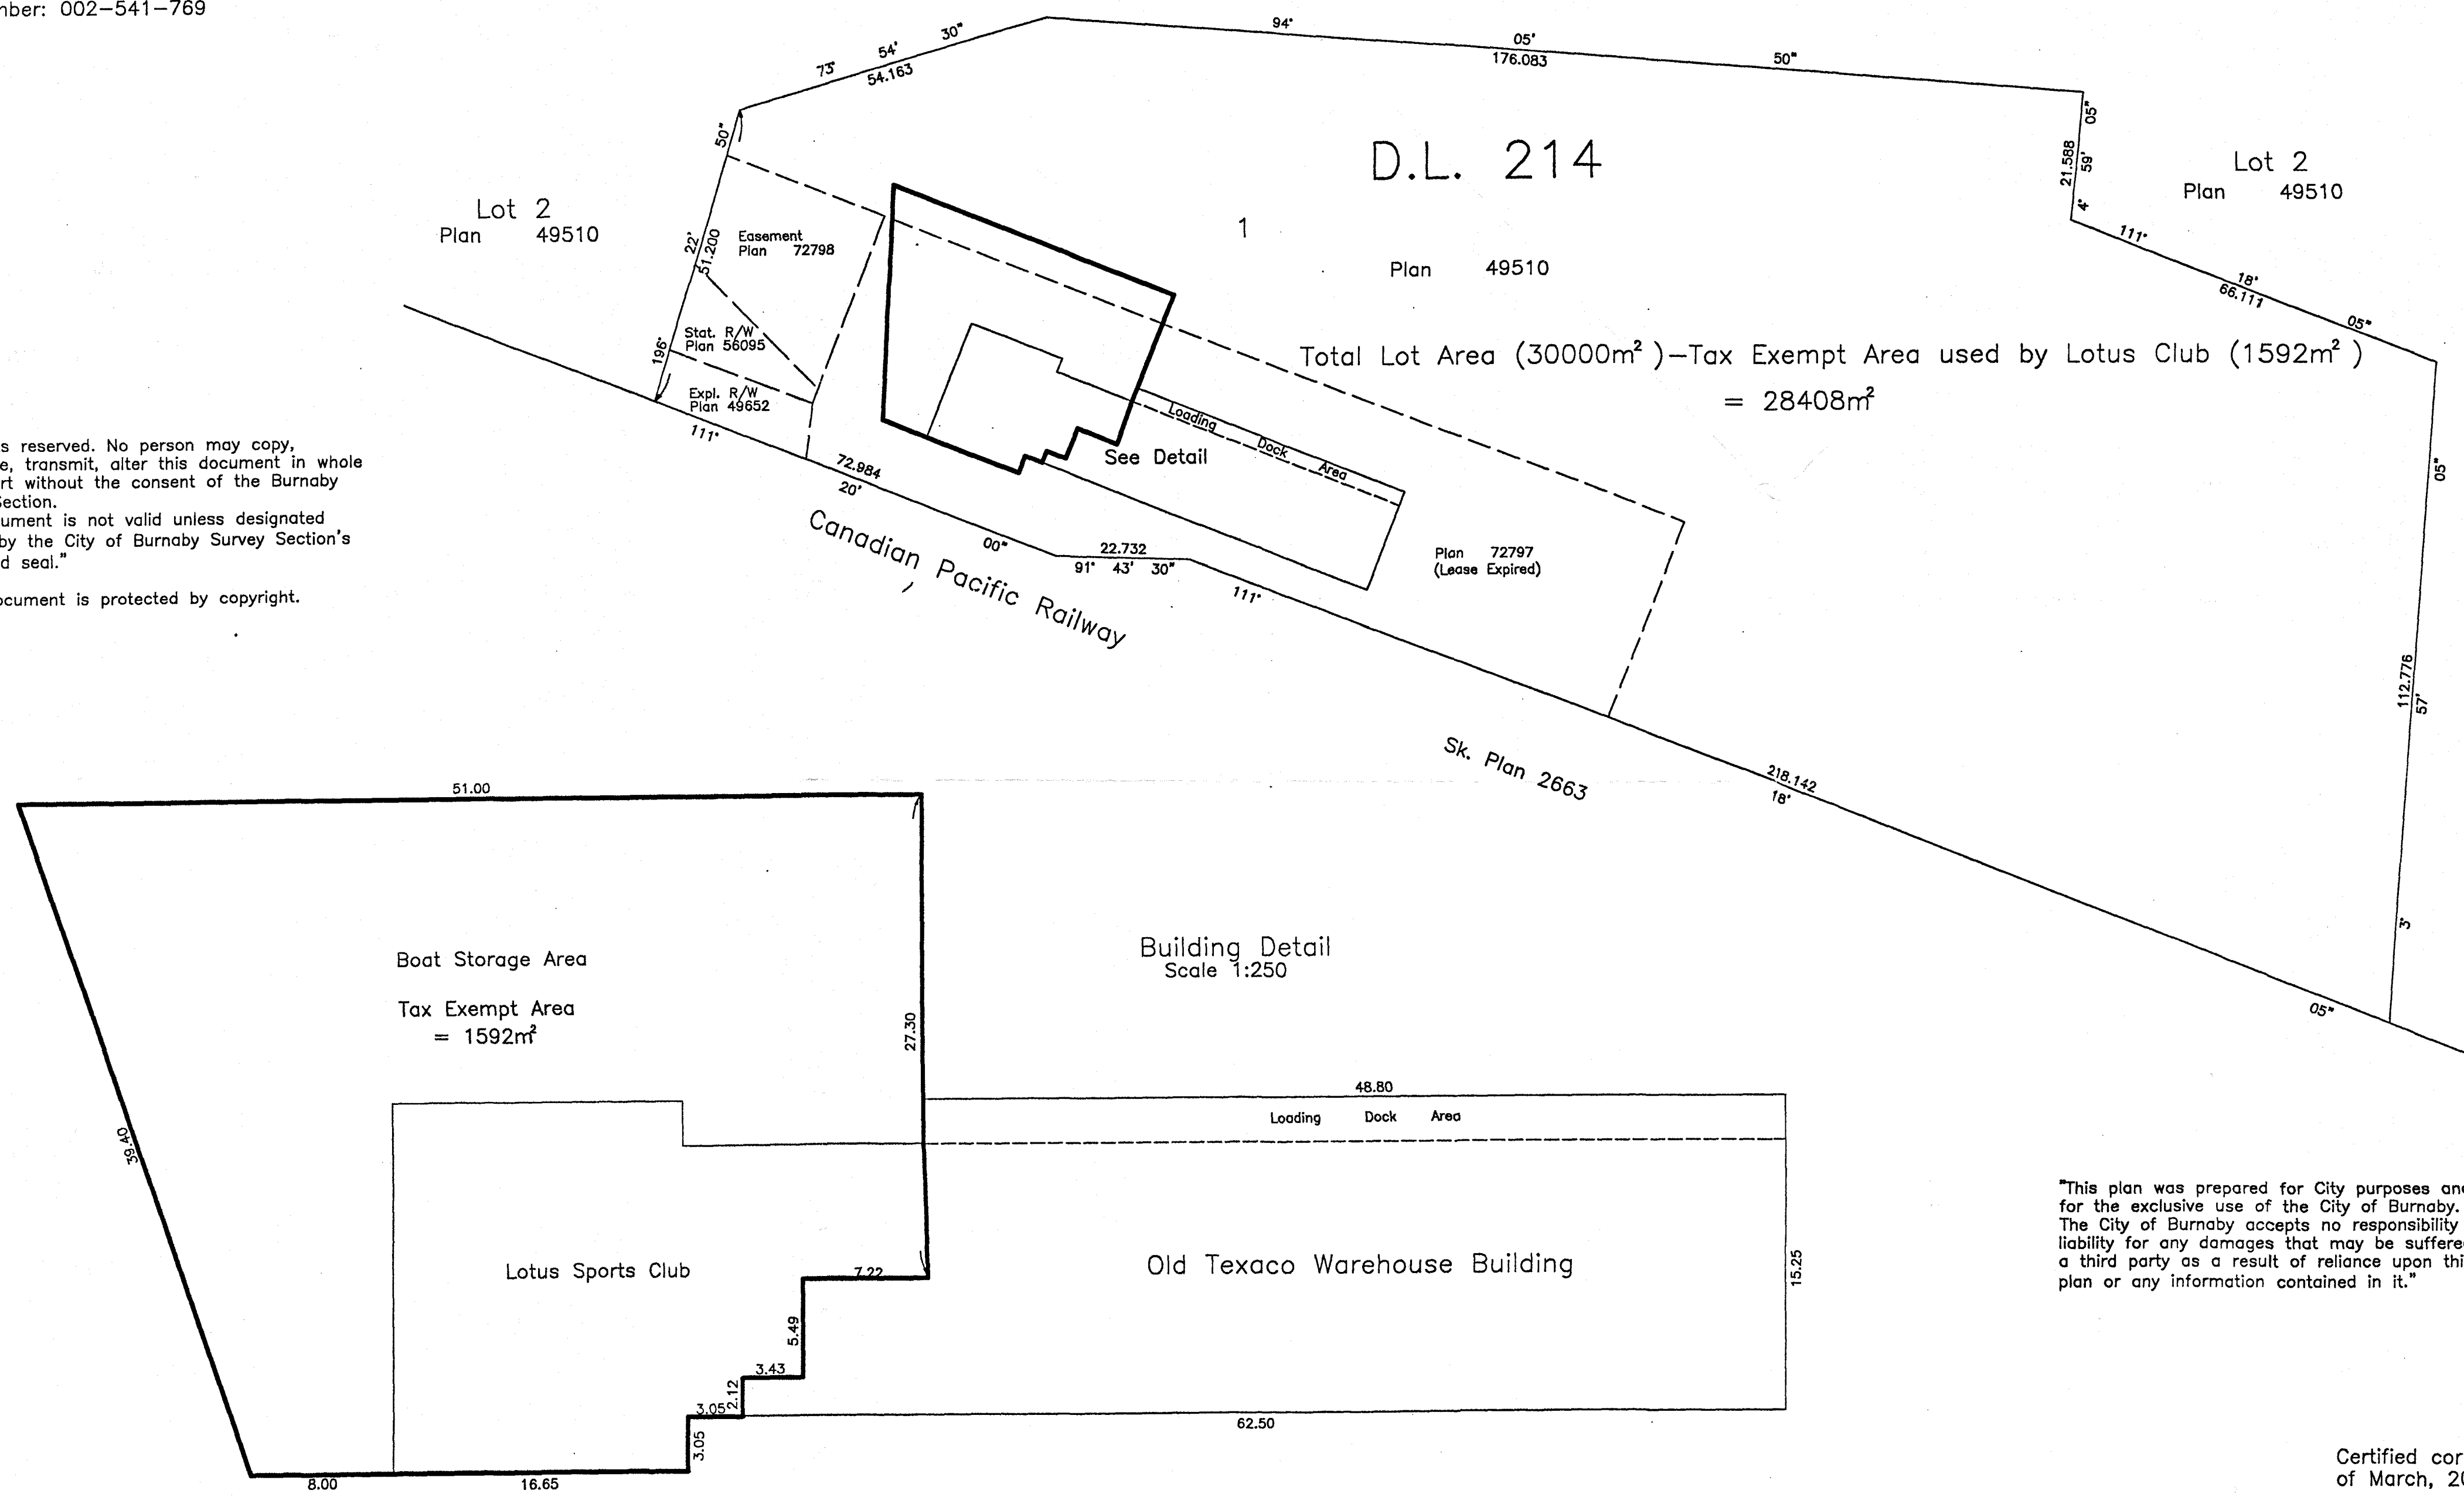 002-541-769
94° 05' 50"
176.083
73° 54' 30"
54.163
50"
22'
51.200
196°
Lot 2
Plan 49510
Easement
Plan 72798
Stat. R/W
Plan 56095
Expl. R/W
Plan 49652
D.L. 214
1
Plan 49510
05"
21.588
59'
4°
Lot 2
Plan 49510
111° 18' 05"
66.111
Total Lot Area (30000m²)-Tax Exempt Area used by Lotus Club (1592m²)
= 28408m²
Loading Dock Area
See Detail
111° 20' 00"
72.984
22.732
91° 43' 30"
Canadian Pacific Railway
Plan 72797
(Lease Expired)
111° 18' 05"
218.142
Sk. Plan 2663
05"
112.776
57'
3°
reserved. No person may copy,
transmit, alter this document in whole
without the consent of the Burnaby
Section.
is not valid unless designated
by the City of Burnaby Survey Section's
seal."
is protected by copyright.
51.00
Boat Storage Area
Tax Exempt Area
= 1592m²
27.30
39.40
Building Detail
Scale 1:250
48.80
Loading Dock Area
Lotus Sports Club
7.22
5.49
3.43
2.12
3.05
3.05
8.00
16.65
Old Texaco Warehouse Building
15.25
62.50
"This plan was prepared for City purposes
for the exclusive use of the City of Burnaby.
The City of Burnaby accepts no responsibility
liability for any damages that may be
a third party as a result of reliance upon
plan or any information contained in it."
Certified
of March,